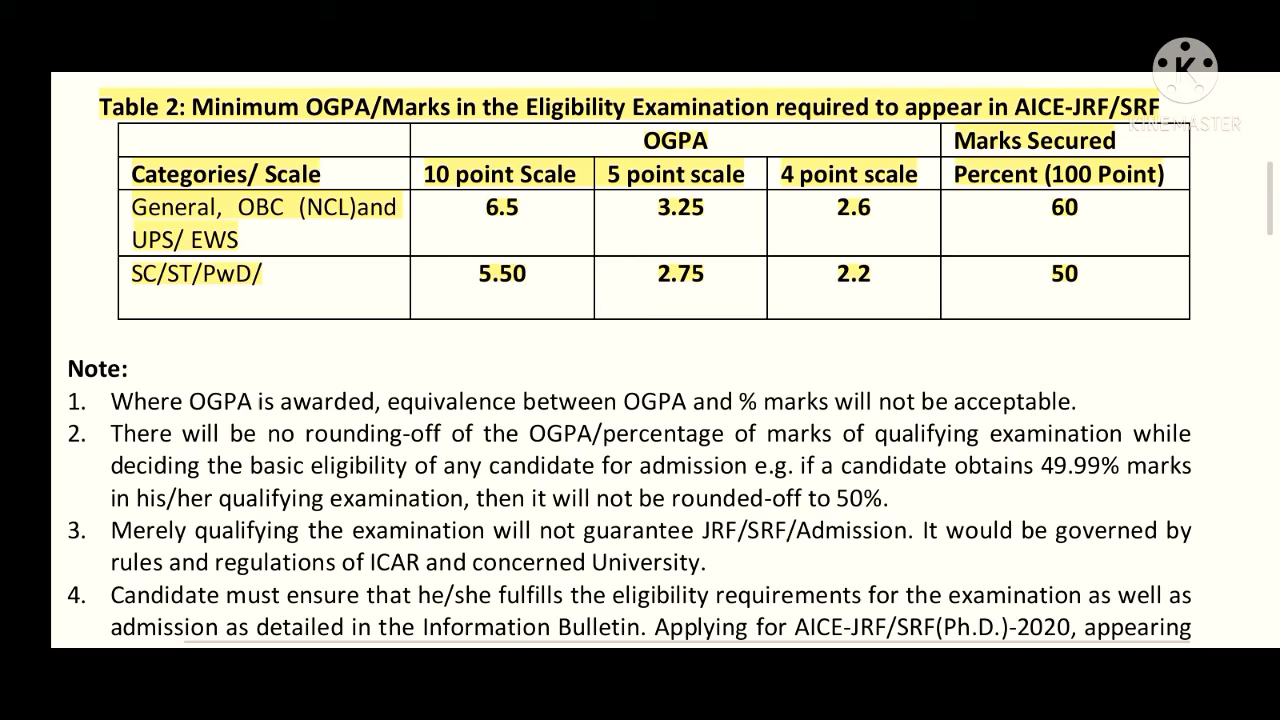 K
KINEMASTER
Table 2: Minimum OGPA/Marks in the Eligibility Examination required to appear in AICE-JRF/SRF
OGPA Marks Secured
Categories/ Scale 10 point Scale 5 point scale 4 point scale Percent (100 Point)
General, OBC (NCL)and 6.5 3.25 2.6 60
UPS/ EWS
SC/ST/PwD/ 5.50 2.75 2.2 50
Note:
1. Where OGPA is awarded, equivalence between OGPA and % marks will not be acceptable.
2. There will be no rounding-off of the OGPA/percentage of marks of qualifying examination while
deciding the basic eligibility of any candidate for admission e.g. if a candidate obtains 49.99% marks
in his/her qualifying examination, then it will not be rounded-off to 50%.
3. Merely qualifying the examination will not guarantee JRF/SRF/Admission. It would be governed by
rules and regulations of ICAR and concerned University.
4. Candidate must ensure that he/she fulfills the eligibility requirements for the examination as well as
admission as detailed in the Information Bulletin. Applying for AICE-JRF/SRF(Ph.D.)-2020, appearing